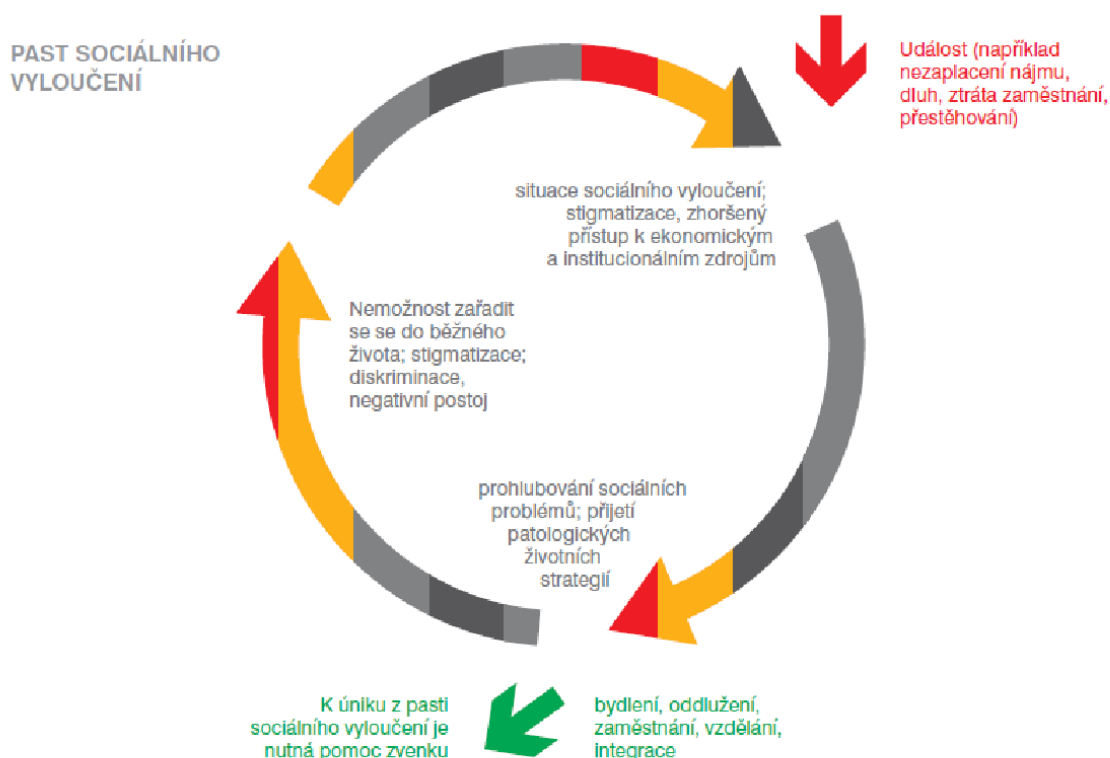 PAST SOCIÁLNÍHO
VYLOUČENÍ
Událost (například
nezaplacení nájmu,
dluh, ztráta zaměstnání,
přestěhování)
situace sociálního vyloučení;
stigmatizace, zhoršený
přístup k ekonomickým
a institucionálním zdrojům
Nemožnost zařadit
se se do běžného
života; stigmatizace;
diskriminace,
negativní postoj
prohlubování sociálních
problémů; přijetí
patologických
životních
strategií
K úniku z pasti
sociálního vyloučení je
nutná pomoc zvenku
bydlení, oddlužení,
zaměstnání, vzdělání,
integrace